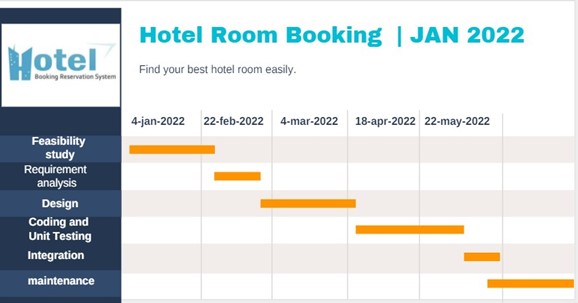 Hotel
Booking Reservation System
Hotel Room Booking | JAN 2022
Find your best hotel room easily.
4-jan-2022 22-feb-2022 4-mar-2022 18-apr-2022 22-may-2022
Feasibility
study
Requirement
analysis
Design
Coding and
Unit Testing
Integration
maintenance